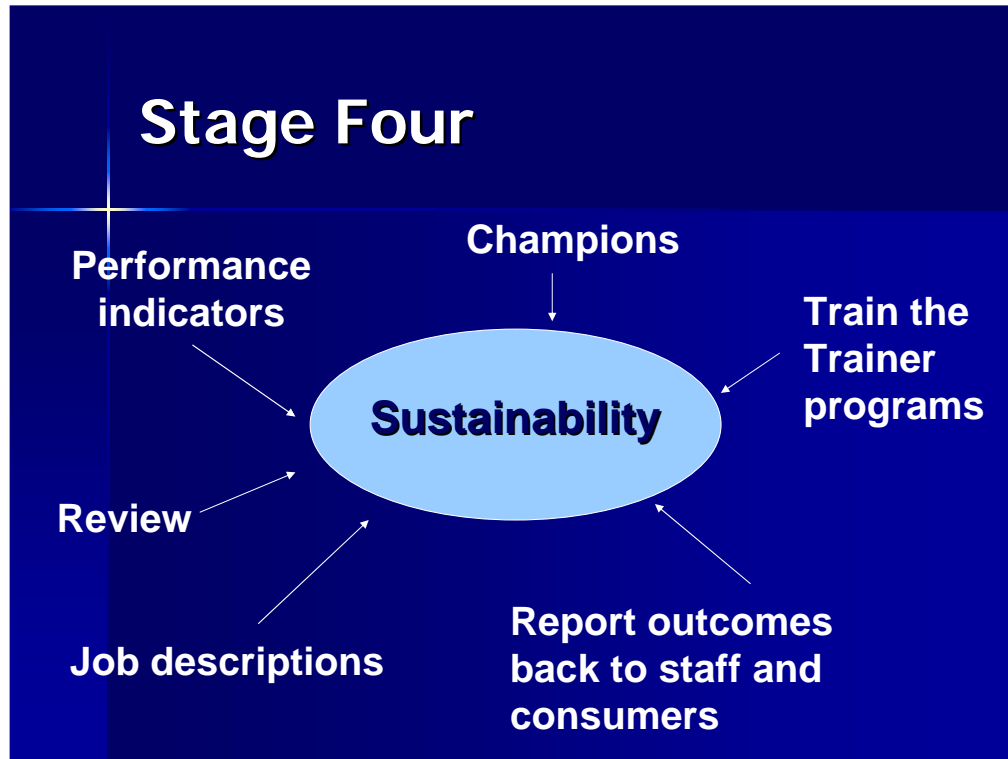 Stage Four
Champions
Performance
indicators
Train the
Trainer
programs
Sustainability
Review
Job descriptions
Report outcomes
back to staff and
consumers